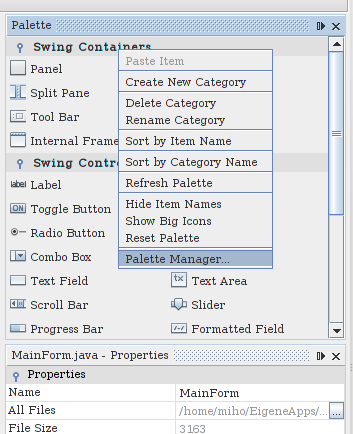 Palette
Swing Containers
Paste Item
Panel
Create New Category
Split Pane
Delete Category
Tool Bar
Rename Category
Internal Frame
Sort by Item Name
Swing Contro
Sort by Category Name
Label
Refresh Palette
Toggle Button
Hide Item Names
Show Big Icons
Radio Button
Reset Palette
Combo Box
Palette Manager...
Text Field
Text Area
Scroll Bar
Slider
Progress Bar
Formatted Field
MainForm.java - Properties
Properties
Name MainForm
All Files /home/miho/EigeneApps/... ...
File Size 3163